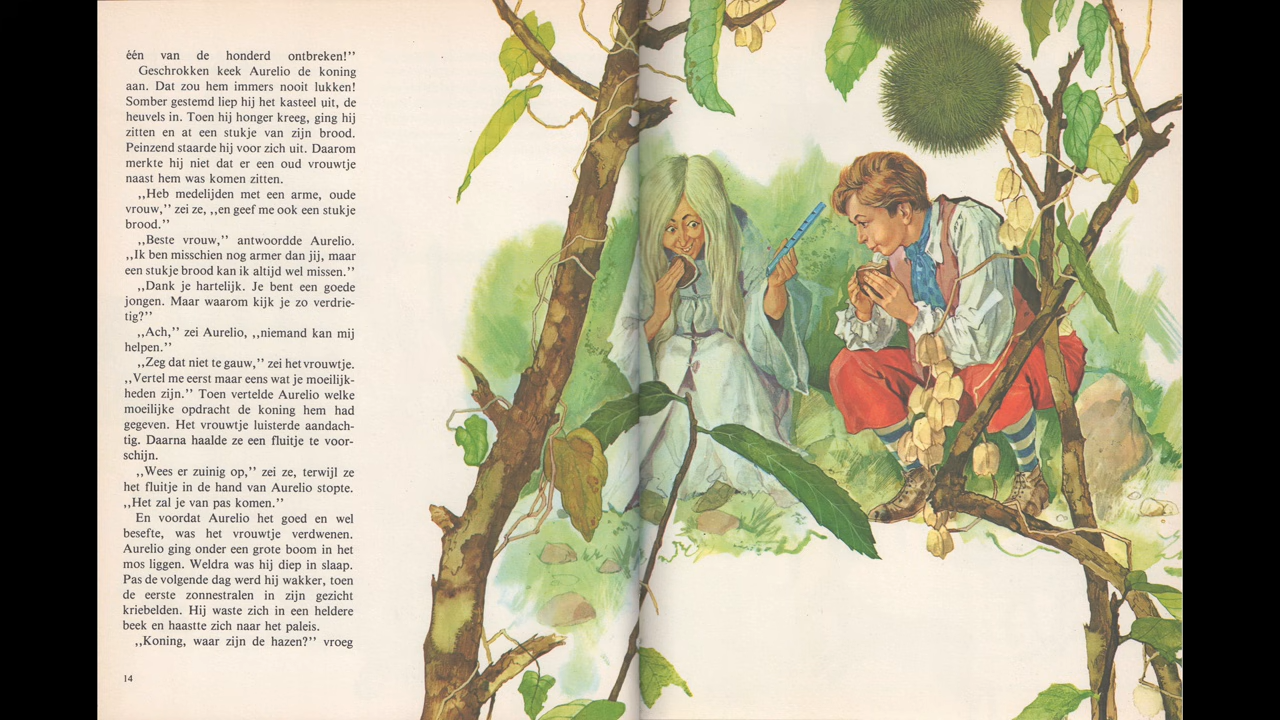 één van de honderd ontbreken!”
Geschrokken keek Aurelio de koning
aan. Dat zou hem immers nooit lukken!
Somber gestemd liep hij het kasteel uit, de
heuvels in. Toen hij honger kreeg, ging hij
zitten en at een stukje van zijn brood.
Peinzend staarde hij voor zich uit. Daarom
merkte hij niet dat er een oud vrouwtje
naast hem was komen zitten.
,,Heb medelijden met een arme, oude
vrouw,” zei ze, ,,en geef me ook een stukje
brood.”
,,Beste vrouw,” antwoordde Aurelio.
,,Ik ben misschien nog armer dan jij, maar
een stukje brood kan ik altijd wel missen.”
,,Dank je hartelijk. Je bent een goede
jongen. Maar waarom kijk je zo verdrie-
tig?”
,,Ach,” zei Aurelio, ,,niemand kan mij
helpen.”
,,Zeg dat niet te gauw,” zei het vrouwtje.
,,Vertel me eerst maar eens wat je moeilijk-
heden zijn.” Toen vertelde Aurelio welke
moeilijke opdracht de koning hem had
gegeven. Het vrouwtje luisterde aandach-
tig. Daarna haalde ze een fluitje te voor-
schijn.
,,Wees er zuinig op,” zei ze, terwijl ze
het fluitje in de hand van Aurelio stopte.
,,Het zal je van pas komen.”
En voordat Aurelio het goed en wel
besefte, was het vrouwtje verdwenen.
Aurelio ging onder een grote boom in het
mos liggen. Weldra was hij diep in slaap.
Pas de volgende dag werd hij wakker, toen
de eerste zonnestralen in zijn gezicht
kriebelden. Hij waste zich in een heldere
beek en haastte zich naar het paleis.
,,Koning, waar zijn de hazen?” vroeg
14